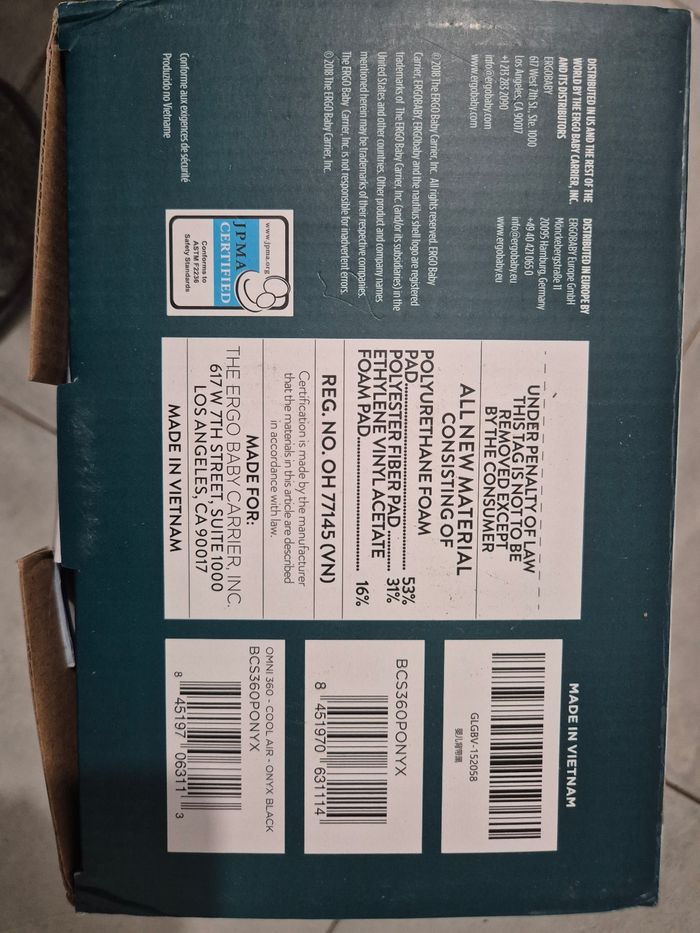 DISTRIBUTED IN US AND THE REST OF THE
WORLD BY THE ERGO BABY CARRIER, INC.
AND ITS DISTRIBUTORS
ERGOBABY
617 West 7th St. Ste. 1000
Los Angeles, CA 90017
+1 213 283 2090
info@ergobaby.com
www.ergobaby.com
DISTRIBUTED IN EUROPE BY
ERGOBABY Europe GmbH
Mönckebergstraße 11
20095 Hamburg, Germany
+49 40 421 065 0
info@ergobaby.eu
www.ergobaby.eu
©2018 The ERGO Baby Carrier, Inc. All rights reserved. ERGO Baby
Carrier, ERGOBABY, ERGObaby and the nautilus shell logo are registered
trademarks of The ERGO Baby Carrier, Inc. (and/or its subsidiaries) in the
United States and other countries. Other product and company names
mentioned herein may be trademarks of their respective companies.
The ERGO Baby Carrier, Inc. is not responsible for inadvertent errors.
©2018 The ERGO Baby Carrier, Inc.
Conforme aux exigences de sécurité
Produzido no Vietname
www.jpma.org
JPMA
CERTIFIED
Conforms to
ASTM F2236
Safety Standards
UNDER PENALTY OF LAW
THIS TAG IS NOT TO BE
REMOVED EXCEPT
BY THE CONSUMER
ALL NEW MATERIAL
CONSISTING OF
POLYURETHANE FOAM
PAD.......................................53%
POLYESTER FIBER PAD...........31%
ETHYLENE VINYL ACETATE
FOAM PAD............................16%
REG. NO. OH 77145 (VN)
Certification is made by the manufacturer
that the materials in this article are described
in accordance with law.
MADE FOR:
THE ERGO BABY CARRIER, INC.
617 W 7TH STREET, SUITE 1000
LOS ANGELES, CA 90017
MADE IN VIETNAM
MADE IN VIETNAM
GLGBV-152058
婴儿背带黑
BCS360PONYX
8 451970 631114
OMNI 360 - COOL AIR - ONYX BLACK
BCS360PONYX
8 45197 06311 3